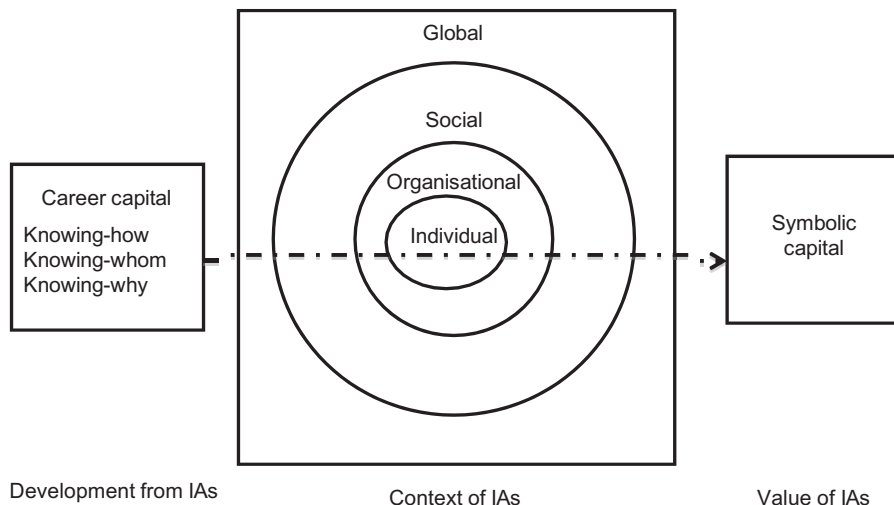 Global
Social
Organisational
Individual
Career capital
Knowing-how
Knowing-whom
Knowing-why
Symbolic
capital
Development from IAs
Context of IAs
Value of IAs